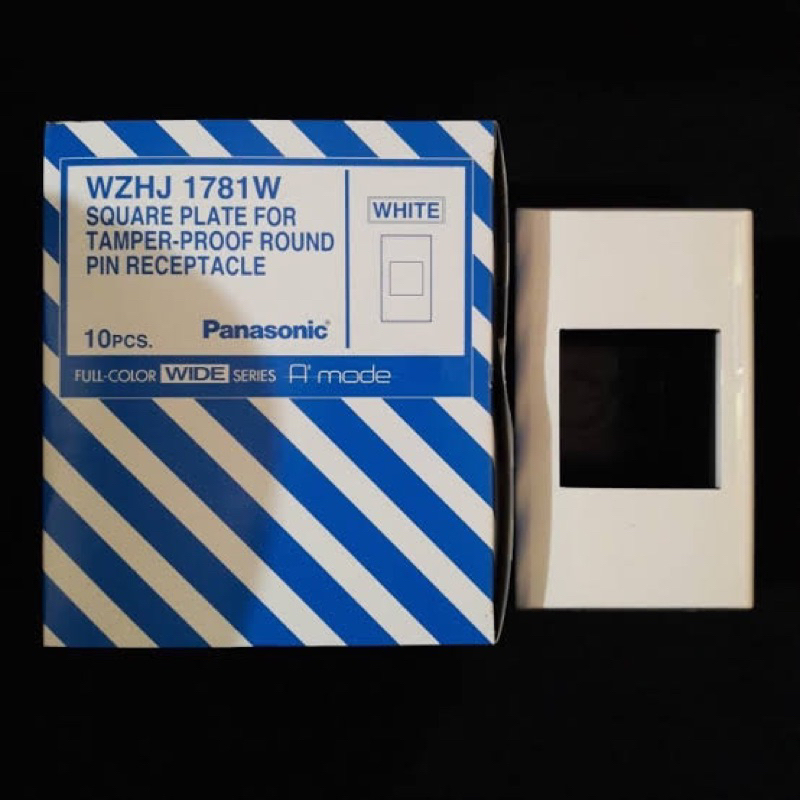 WZHJ 1781W
SQUARE PLATE FOR
TAMPER-PROOF ROUND
PIN RECEPTACLE
10PCS.
Panasonic
WHITE
FULL-COLOR WIDE SERIES A' mode